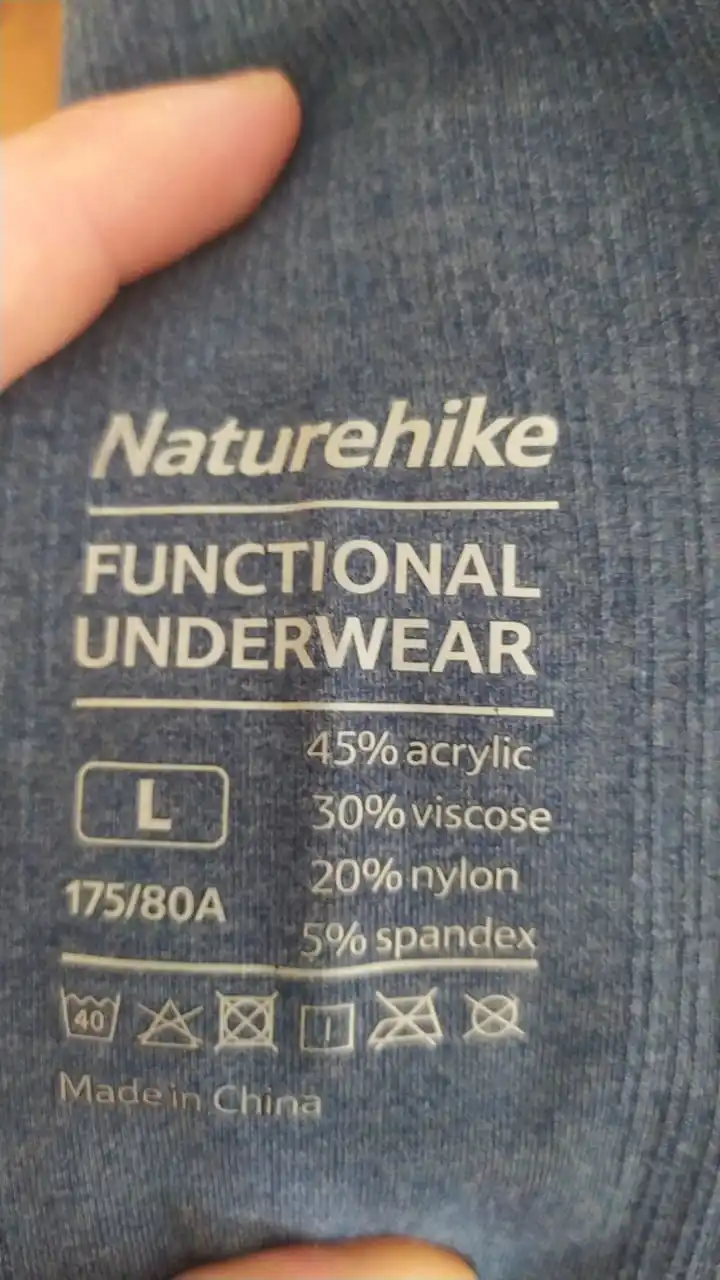 Naturehike
FUNCTIONAL
UNDERWEAR
L
175/80A
45% acrylic
30% viscose
20% nylon
5% spandex
40
Made in China